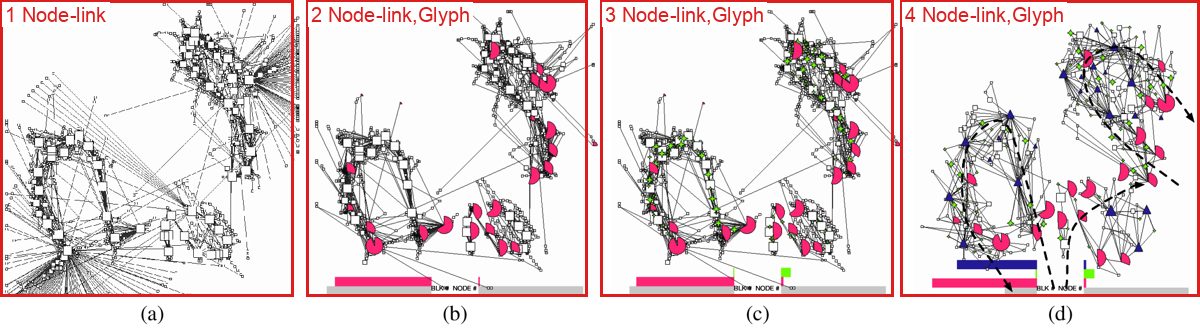 1 Node-link
2 Node-link,Glyph
3 Node-link,Glyph
4 Node-link,Glyph
BLK# NODE #
BLK# NODE #
BLK# NODE #
(a)
(b)
(c)
(d)